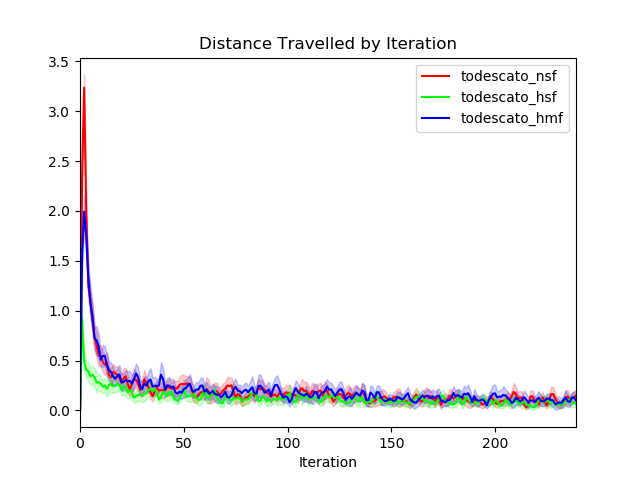 Distance Travelled by Iteration
3.5
3.0
2.5
2.0
1.5
1.0
0.5
0.0
todescato_nsf
todescato_hsf
todescato_hmf
0 50 100 150 200
Iteration